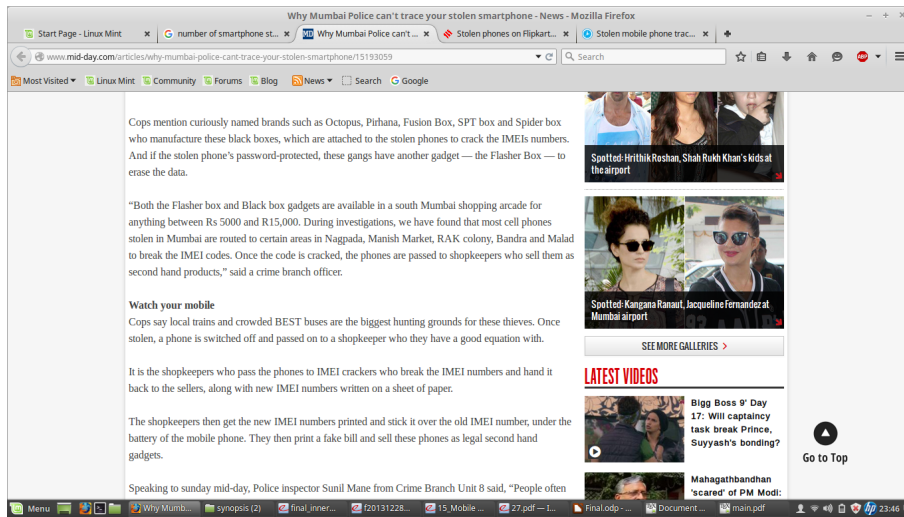 Why Mumbai Police can't trace your stolen smartphone - News - Mozilla Firefox
Start Page - Linux Mint
number of smartphone st...
Why Mumbai Police can't ...
Stolen phones on Flipkart...
Stolen mobile phone trac...
www.mid-day.com/articles/why-mumbai-police-cant-trace-your-stolen-smartphone/15193059
Search
ABP
Most Visited
Linux Mint
Community
Forums
Blog
News
Search
Google
Cops mention curiously named brands such as Octopus, Pirhana, Fusion Box, SPT box and Spider box
who manufacture these black boxes, which are attached to the stolen phones to crack the IMEIs numbers.
And if the stolen phone's password-protected, these gangs have another gadget — the Flasher Box — to
erase the data.
“Both the Flasher box and Black box gadgets are available in a south Mumbai shopping arcade for
anything between Rs 5000 and R15,000. During investigations, we have found that most cell phones
stolen in Mumbai are routed to certain areas in Nagpada, Manish Market, RAK colony, Bandra and Malad
to break the IMEI codes. Once the code is cracked, the phones are passed to shopkeepers who sell them as
second hand products,” said a crime branch officer.
Watch your mobile
Cops say local trains and crowded BEST buses are the biggest hunting grounds for these thieves. Once
stolen, a phone is switched off and passed on to a shopkeeper who they have a good equation with.
It is the shopkeepers who pass the phones to IMEI crackers who break the IMEI numbers and hand it
back to the sellers, along with new IMEI numbers written on a sheet of paper.
The shopkeepers then get the new IMEI numbers printed and stick it over the old IMEI number, under the
battery of the mobile phone. They then print a fake bill and sell these phones as legal second hand
gadgets.
Speaking to sunday mid-day, Police inspector Sunil Mane from Crime Branch Unit 8 said, “People often
Spotted: Hrithik Roshan, Shah Rukh Khan's kids at
the airport
Spotted: Kangana Ranaut, Jacqueline Fernandez at
Mumbai airport
SEE MORE GALLERIES >
LATEST VIDEOS
Bigg Boss 9' Day
17: Will captaincy
task break Prince,
Suyyash's bonding?
Mahagathbandhan
'scared' of PM Modi:
Go to Top
Menu
Why Mumb...
synopsis (2)
final_inner...
f20131228...
15_Mobile ...
27.pdf — I...
Final.odp - ...
Document ...
main.pdf
hp
23:46